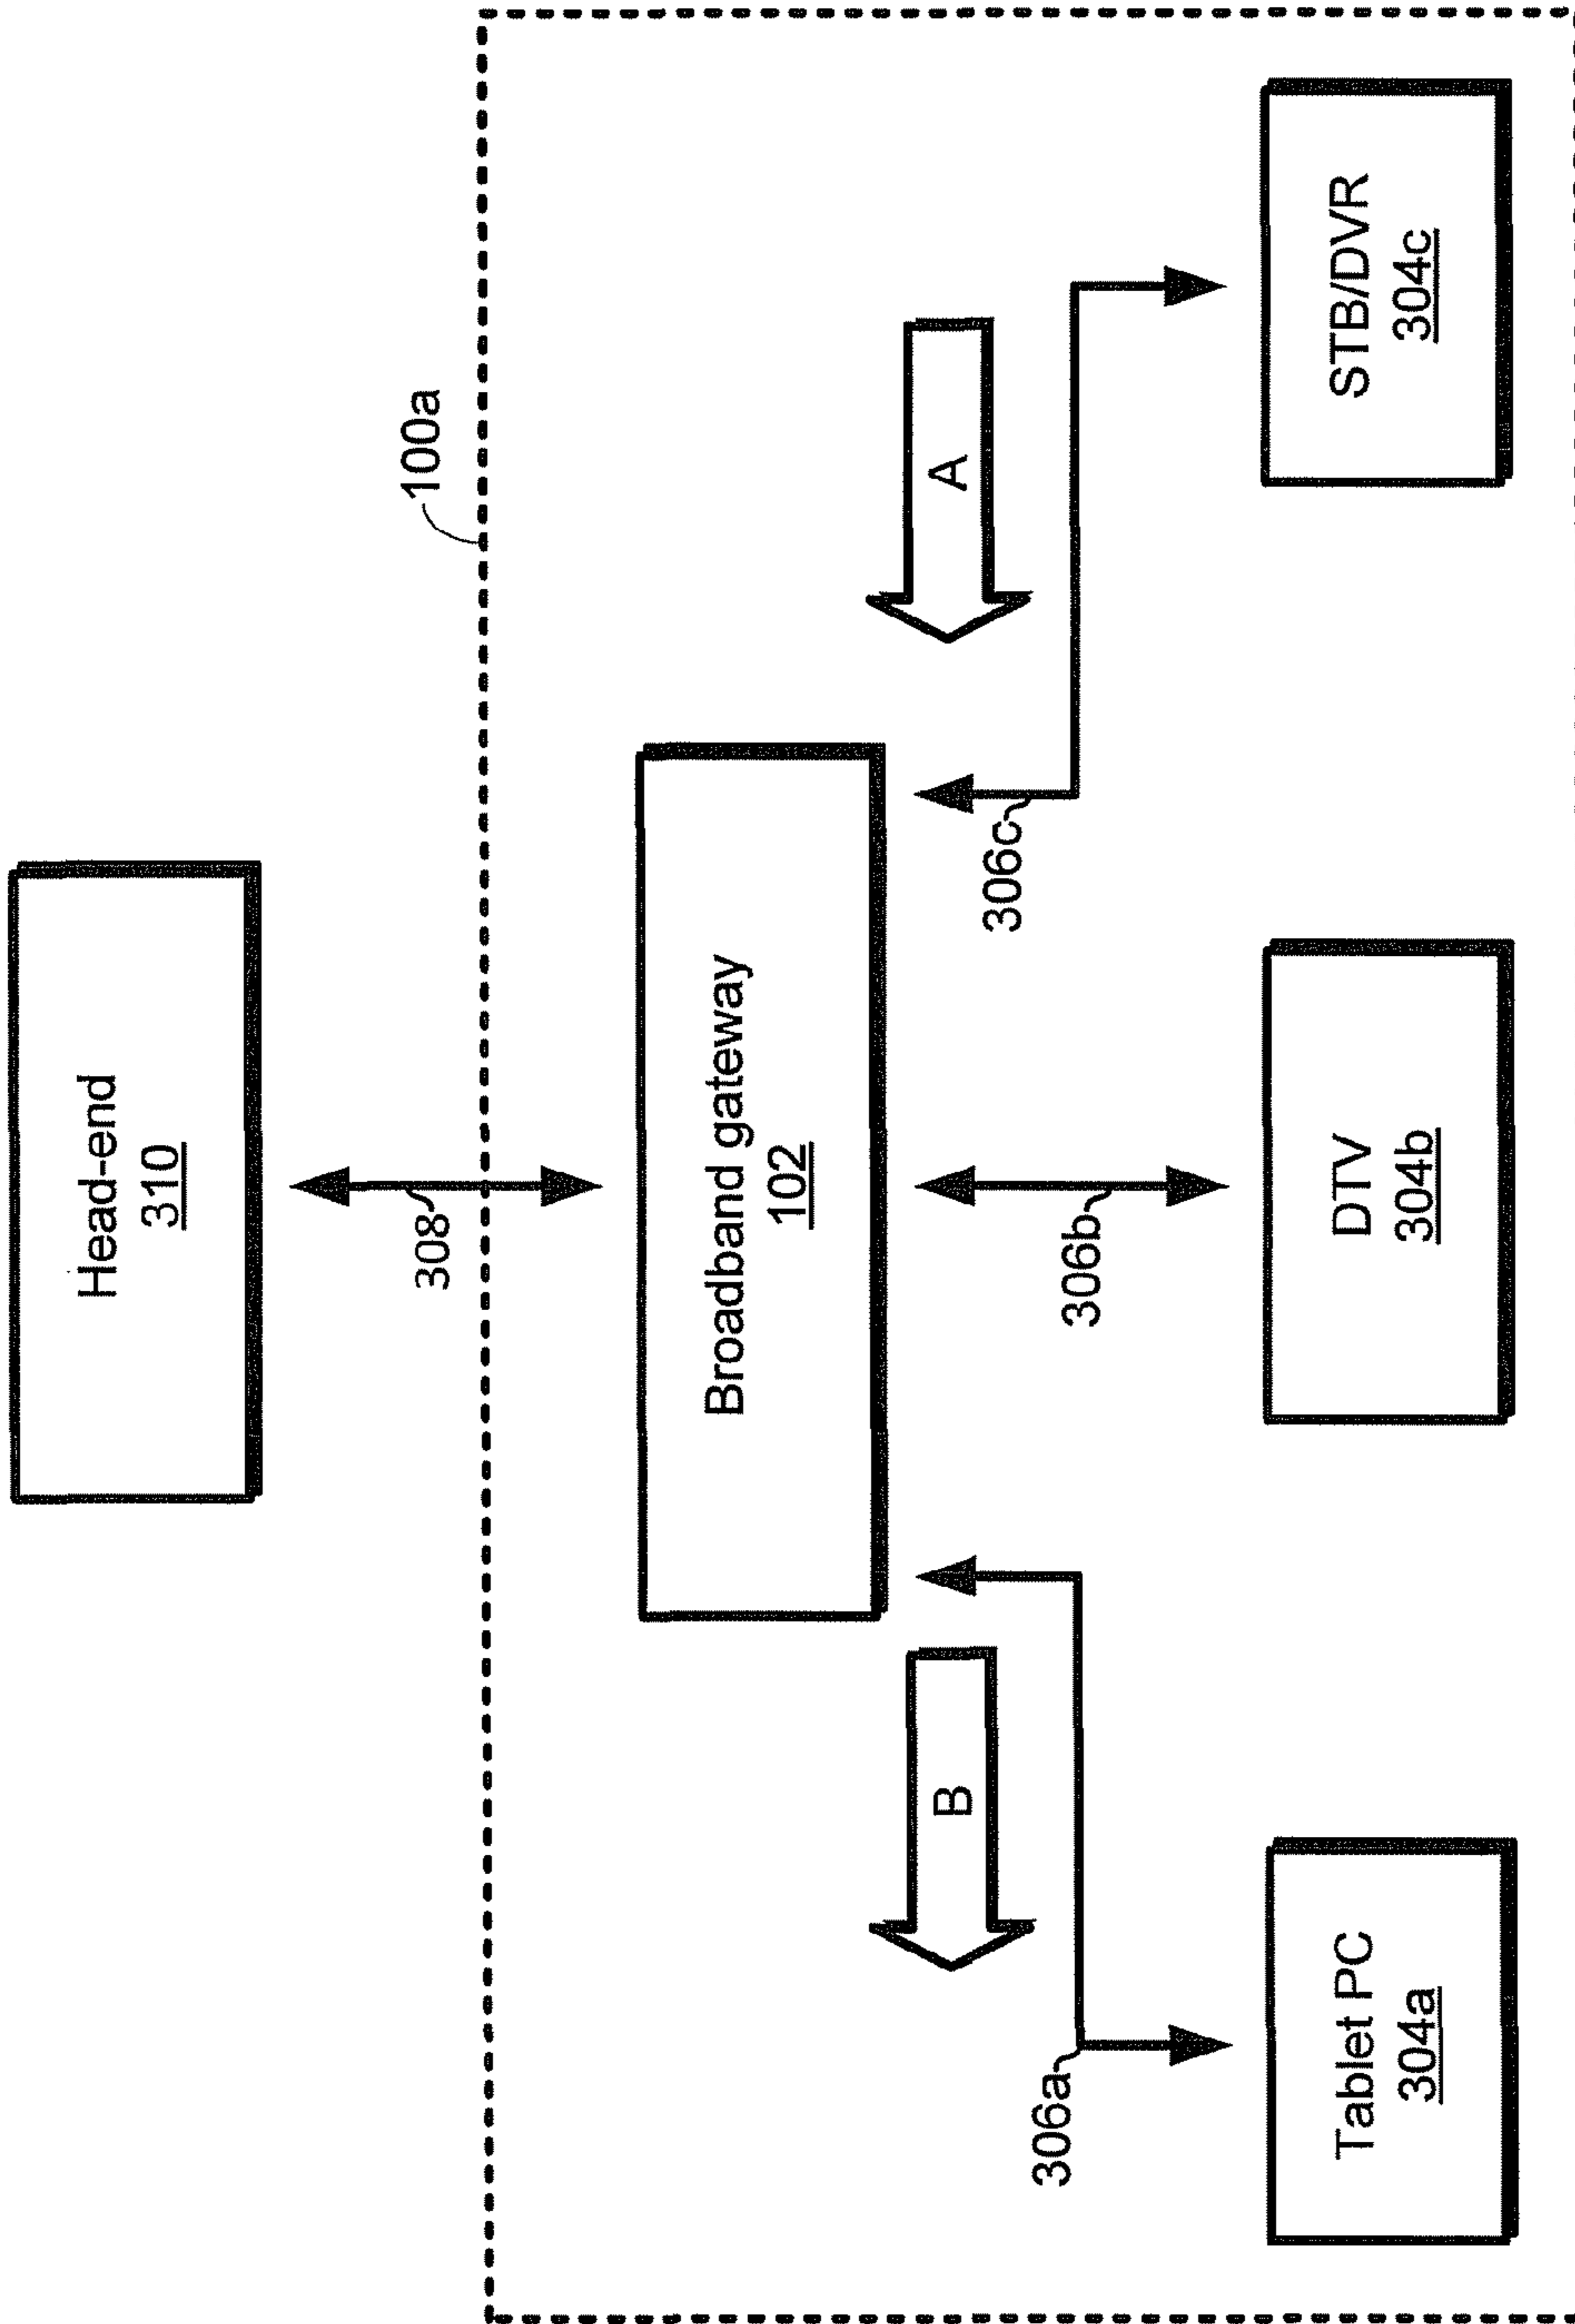 Head-end
310
308
100a
Broadband gateway
102
B
A
306a
306b
306c
Tablet PC
304a
DTV
304b
STB/DVR
304c